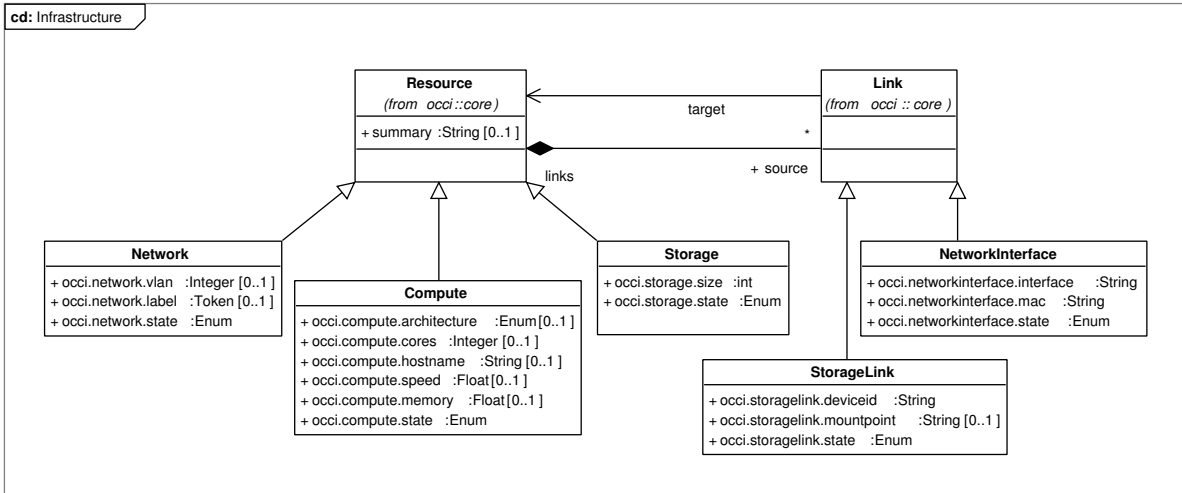 cd: Infrastructure
Resource
(from occi::core)
+ summary :String [0..1 ]
Link
(from occi :: core )
target
*
+ source
links
Network
+ occi.network.vlan :Integer [0..1 ]
+ occi.network.label :Token [0..1 ]
+ occi.network.state :Enum
Compute
+ occi.compute.architecture :Enum[0..1 ]
+ occi.compute.cores :Integer [0..1 ]
+ occi.compute.hostname :String [0..1 ]
+ occi.compute.speed :Float[0..1 ]
+ occi.compute.memory :Float[0..1 ]
+ occi.compute.state :Enum
Storage
+ occi.storage.size :int
+ occi.storage.state :Enum
NetworkInterface
+ occi.networkinterface.interface :String
+ occi.networkinterface.mac :String
+ occi.networkinterface.state :Enum
StorageLink
+ occi.storagelink.deviceid :String
+ occi.storagelink.mountpoint :String [0..1 ]
+ occi.storagelink.state :Enum